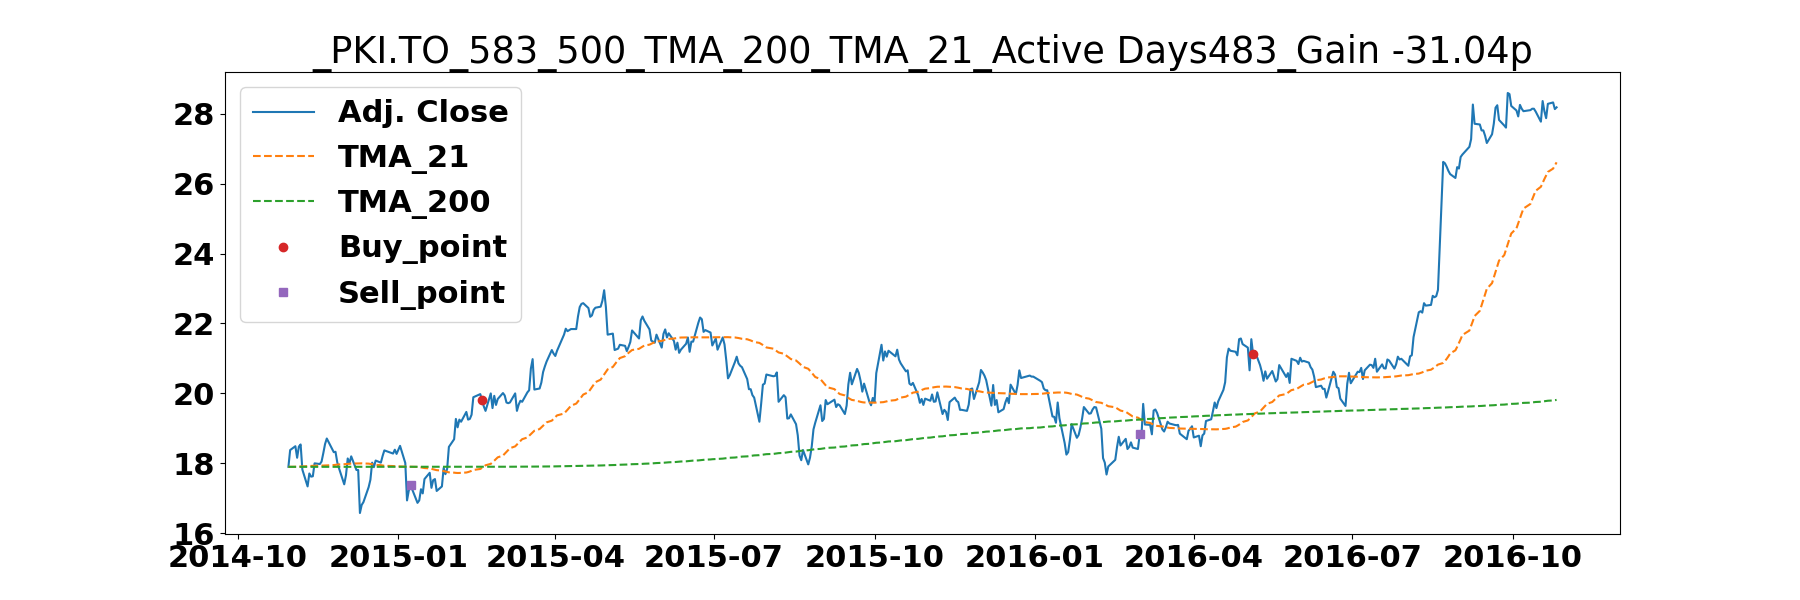 _PKI.TO_583_500_TMA_200_TMA_21_Active Days483_Gain -31.04p
Adj. Close
TMA_21
TMA_200
Buy_point
Sell_point
28
26
24
22
20
18
16
2014-10 2015-01 2015-04 2015-07 2015-10 2016-01 2016-04 2016-07 2016-10